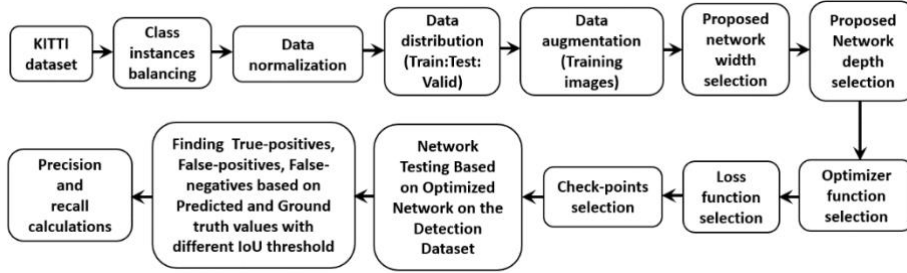 KITTI
dataset
Class
instances
balancing
Data
normalization
Data
distribution
(Train:Test:
Valid)
Data
augmentation
(Training
images)
Proposed
network
width
selection
Proposed
Network
depth
selection
Optimizer
function
selection
Loss
function
selection
Check-points
selection
Network
Testing Based
on Optimized
Network on the
Detection
Dataset
Finding True-positives,
False-positives, False-
negatives based on
Predicted and Ground
truth values with
different IoU threshold
Precision
and
recall
calculations